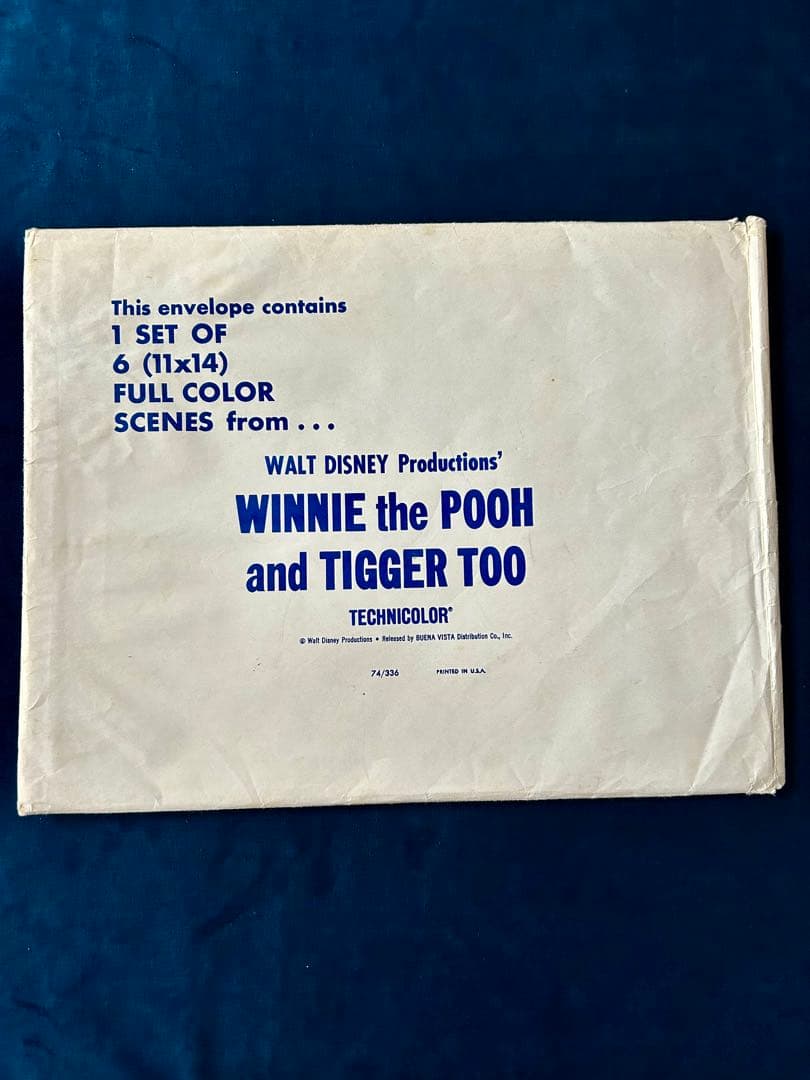 This envelope contains
1 SET OF
6 (11x14)
FULL COLOR
SCENES from...
WALT DISNEY Productions'
WINNIE the POOH
and TIGGER TOO
TECHNICOLOR®
© Walt Disney Productions • Released by BUENA VISTA Distribution Co., Inc.
74/336 PRINTED IN U.S.A.